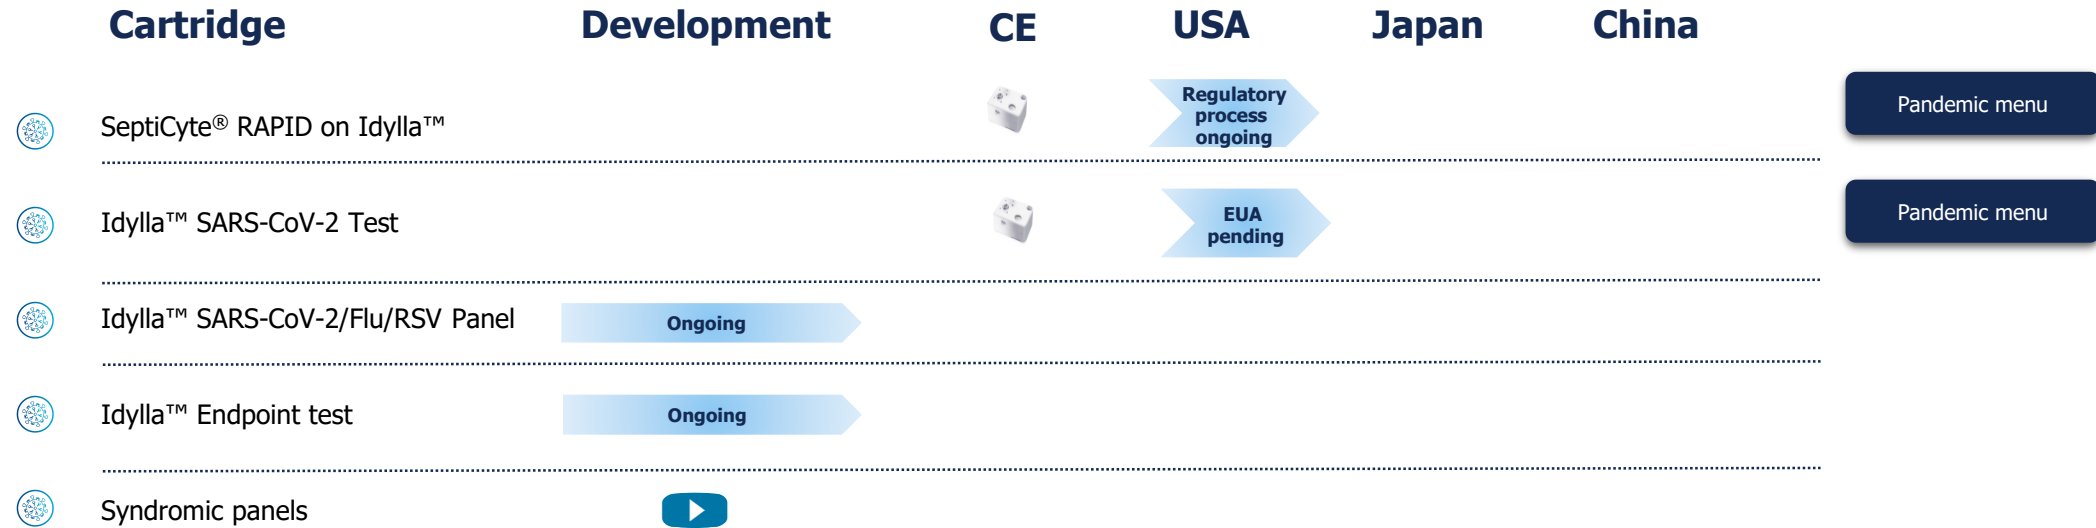 Cartridge Development CE USA Japan China
SeptiCyte® RAPID on Idylla™
Regulatory
process
ongoing
Pandemic menu
Idylla™ SARS-CoV-2 Test
EUA
pending
Pandemic menu
Idylla™ SARS-CoV-2/Flu/RSV Panel
Ongoing
Idylla™ Endpoint test
Ongoing
Syndromic panels